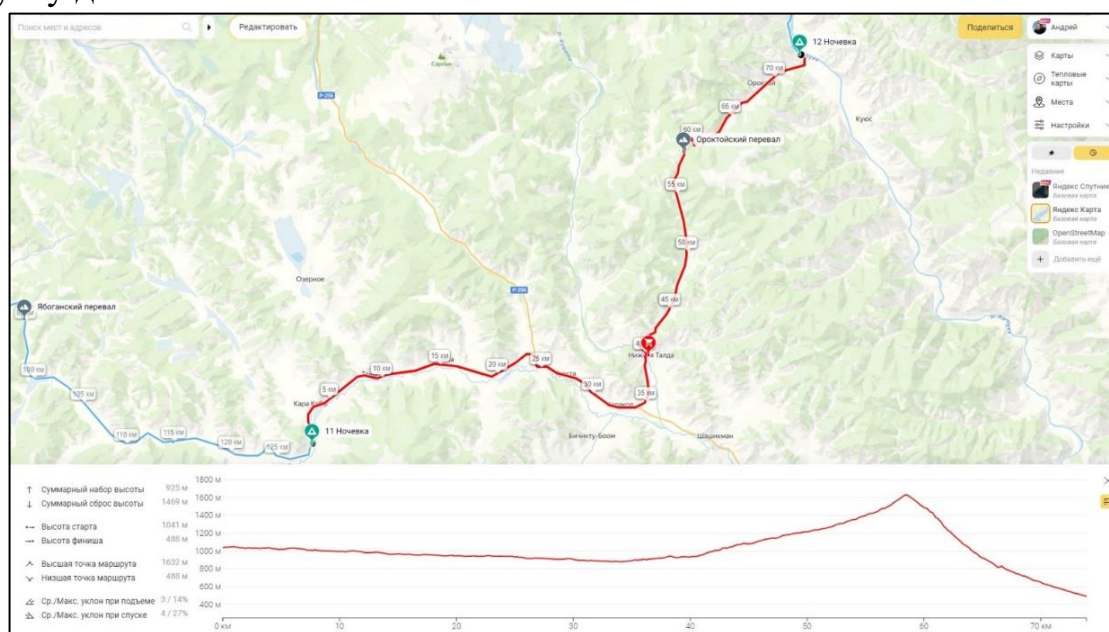 Поиск мест и адресов
Редактировать
Поделиться
Андрей
Карты
Тепловые
карты
Места
Настройки
Недавние
Яндекс Спутник
Базовая карта
Яндекс Карта
Базовая карта
OpenStreetMap
Базовая карта
Добавить ещё
12 Ночевка
70 км
Ороктой
65 км
Куюс
60 км
Ороктойский перевал
55 км
50 км
45 км
Нижняя Талда
35 км
30 км
25 км
20 км
15 км
10 км
5 км
Р-256
Р-256
Озерное
Ябоганский перевал
100 км
105 км
110 км
115 км
120 км
125 км
11 Ночевка
Бичикту-Боом
Шашикман
Суммарный набор высоты 925 м
Суммарный сброс высоты 1469 м
Высота старта 1041 м
Высота финиша 488 м
Высшая точка маршрута 1632 м
Низшая точка маршрута 488 м
Ср./Макс. уклон при подъеме 3 / 14%
Ср./Макс. уклон при спуске 4 / 27%
1800 м
1600 м
1400 м
1200 м
1000 м
800 м
600 м
400 м
0 км 10 20 30 40 50 60 70 км